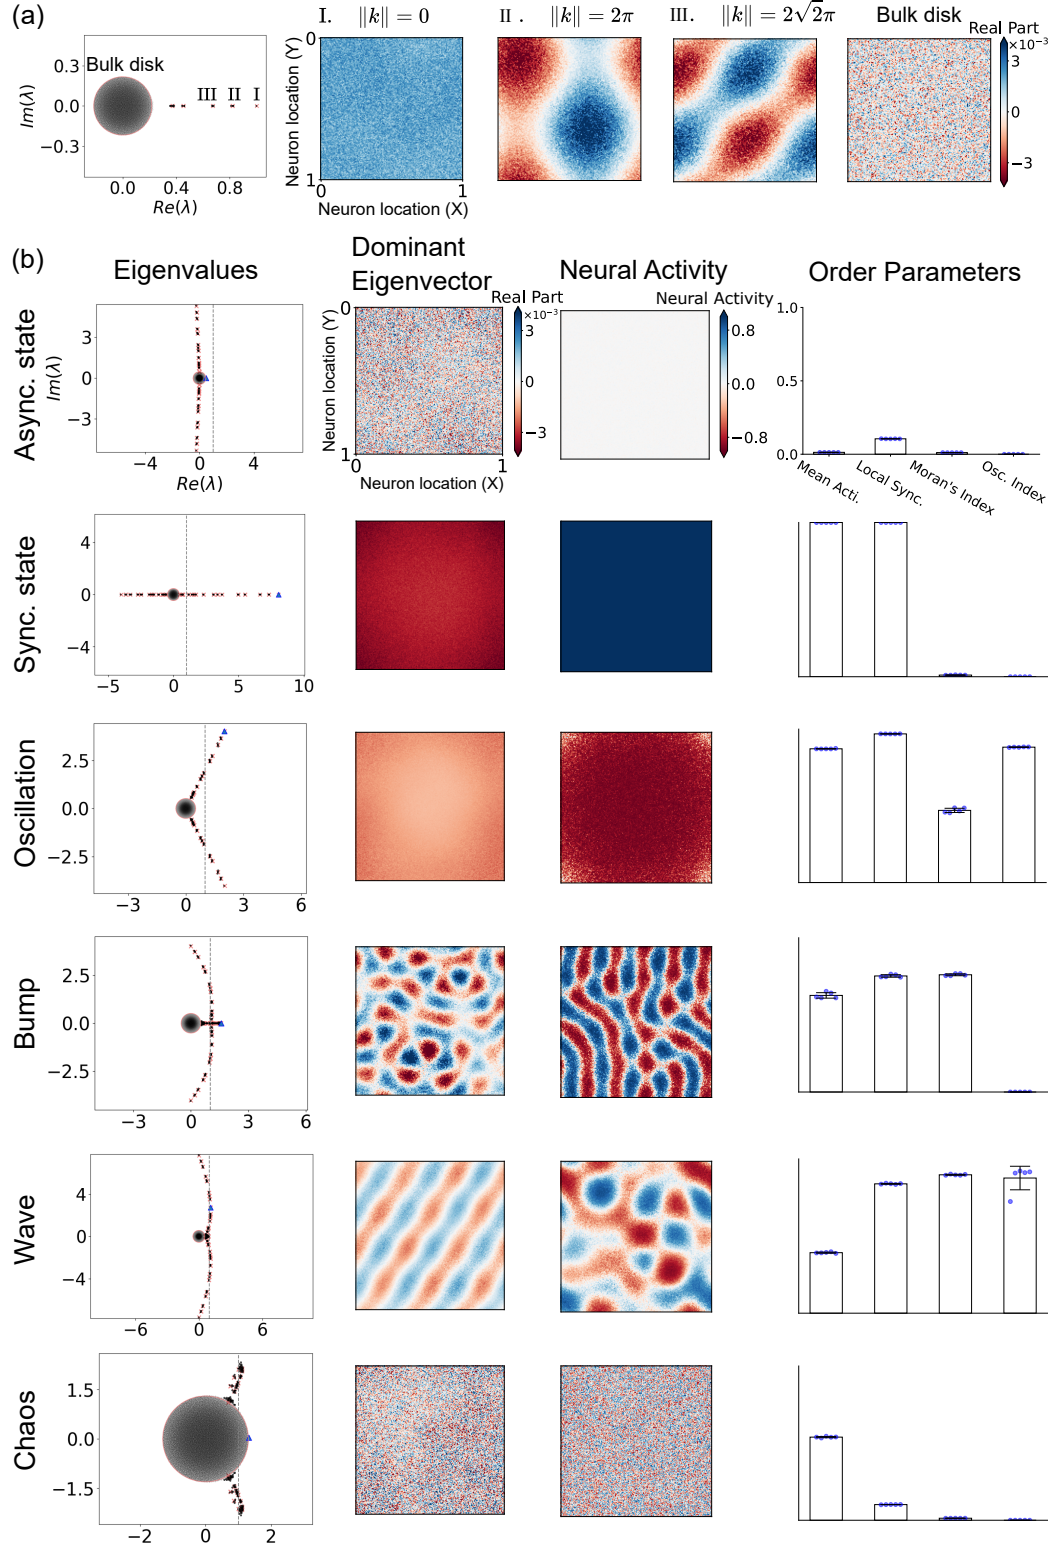 (a)
I. ||k|| = 0
II. ||k|| = 2π
III. ||k|| = 2√2π
Bulk disk
Real Part
×10⁻³
3
0
−3
Im(λ)
0.3
0.0
−0.3
Bulk disk
III II I
0.0 0.4 0.8
Re(λ)
Neuron location (Y)
0
1
0 1
Neuron location (X)
(b)
Eigenvalues
Dominant
Eigenvector
Neural Activity
Order Parameters
Async. state
Im(λ)
3
0
−3
−4 0 4
Re(λ)
Neuron location (Y)
0
1
0 1
Neuron location (X)
Real Part
×10⁻³
3
0
−3
Neural Activity
0.8
0.0
−0.8
1.0
0.5
0.0
Mean Acti.
Local Sync.
Moran's Index
Osc. Index
Sync. state
4
0
−4
−5 0 5 10
Oscillation
2.5
0.0
−2.5
−3 0 3 6
Bump
2.5
0.0
−2.5
−3 0 3 6
Wave
4
0
−4
−6 0 6
Chaos
1.5
0.0
−1.5
−2 0 2